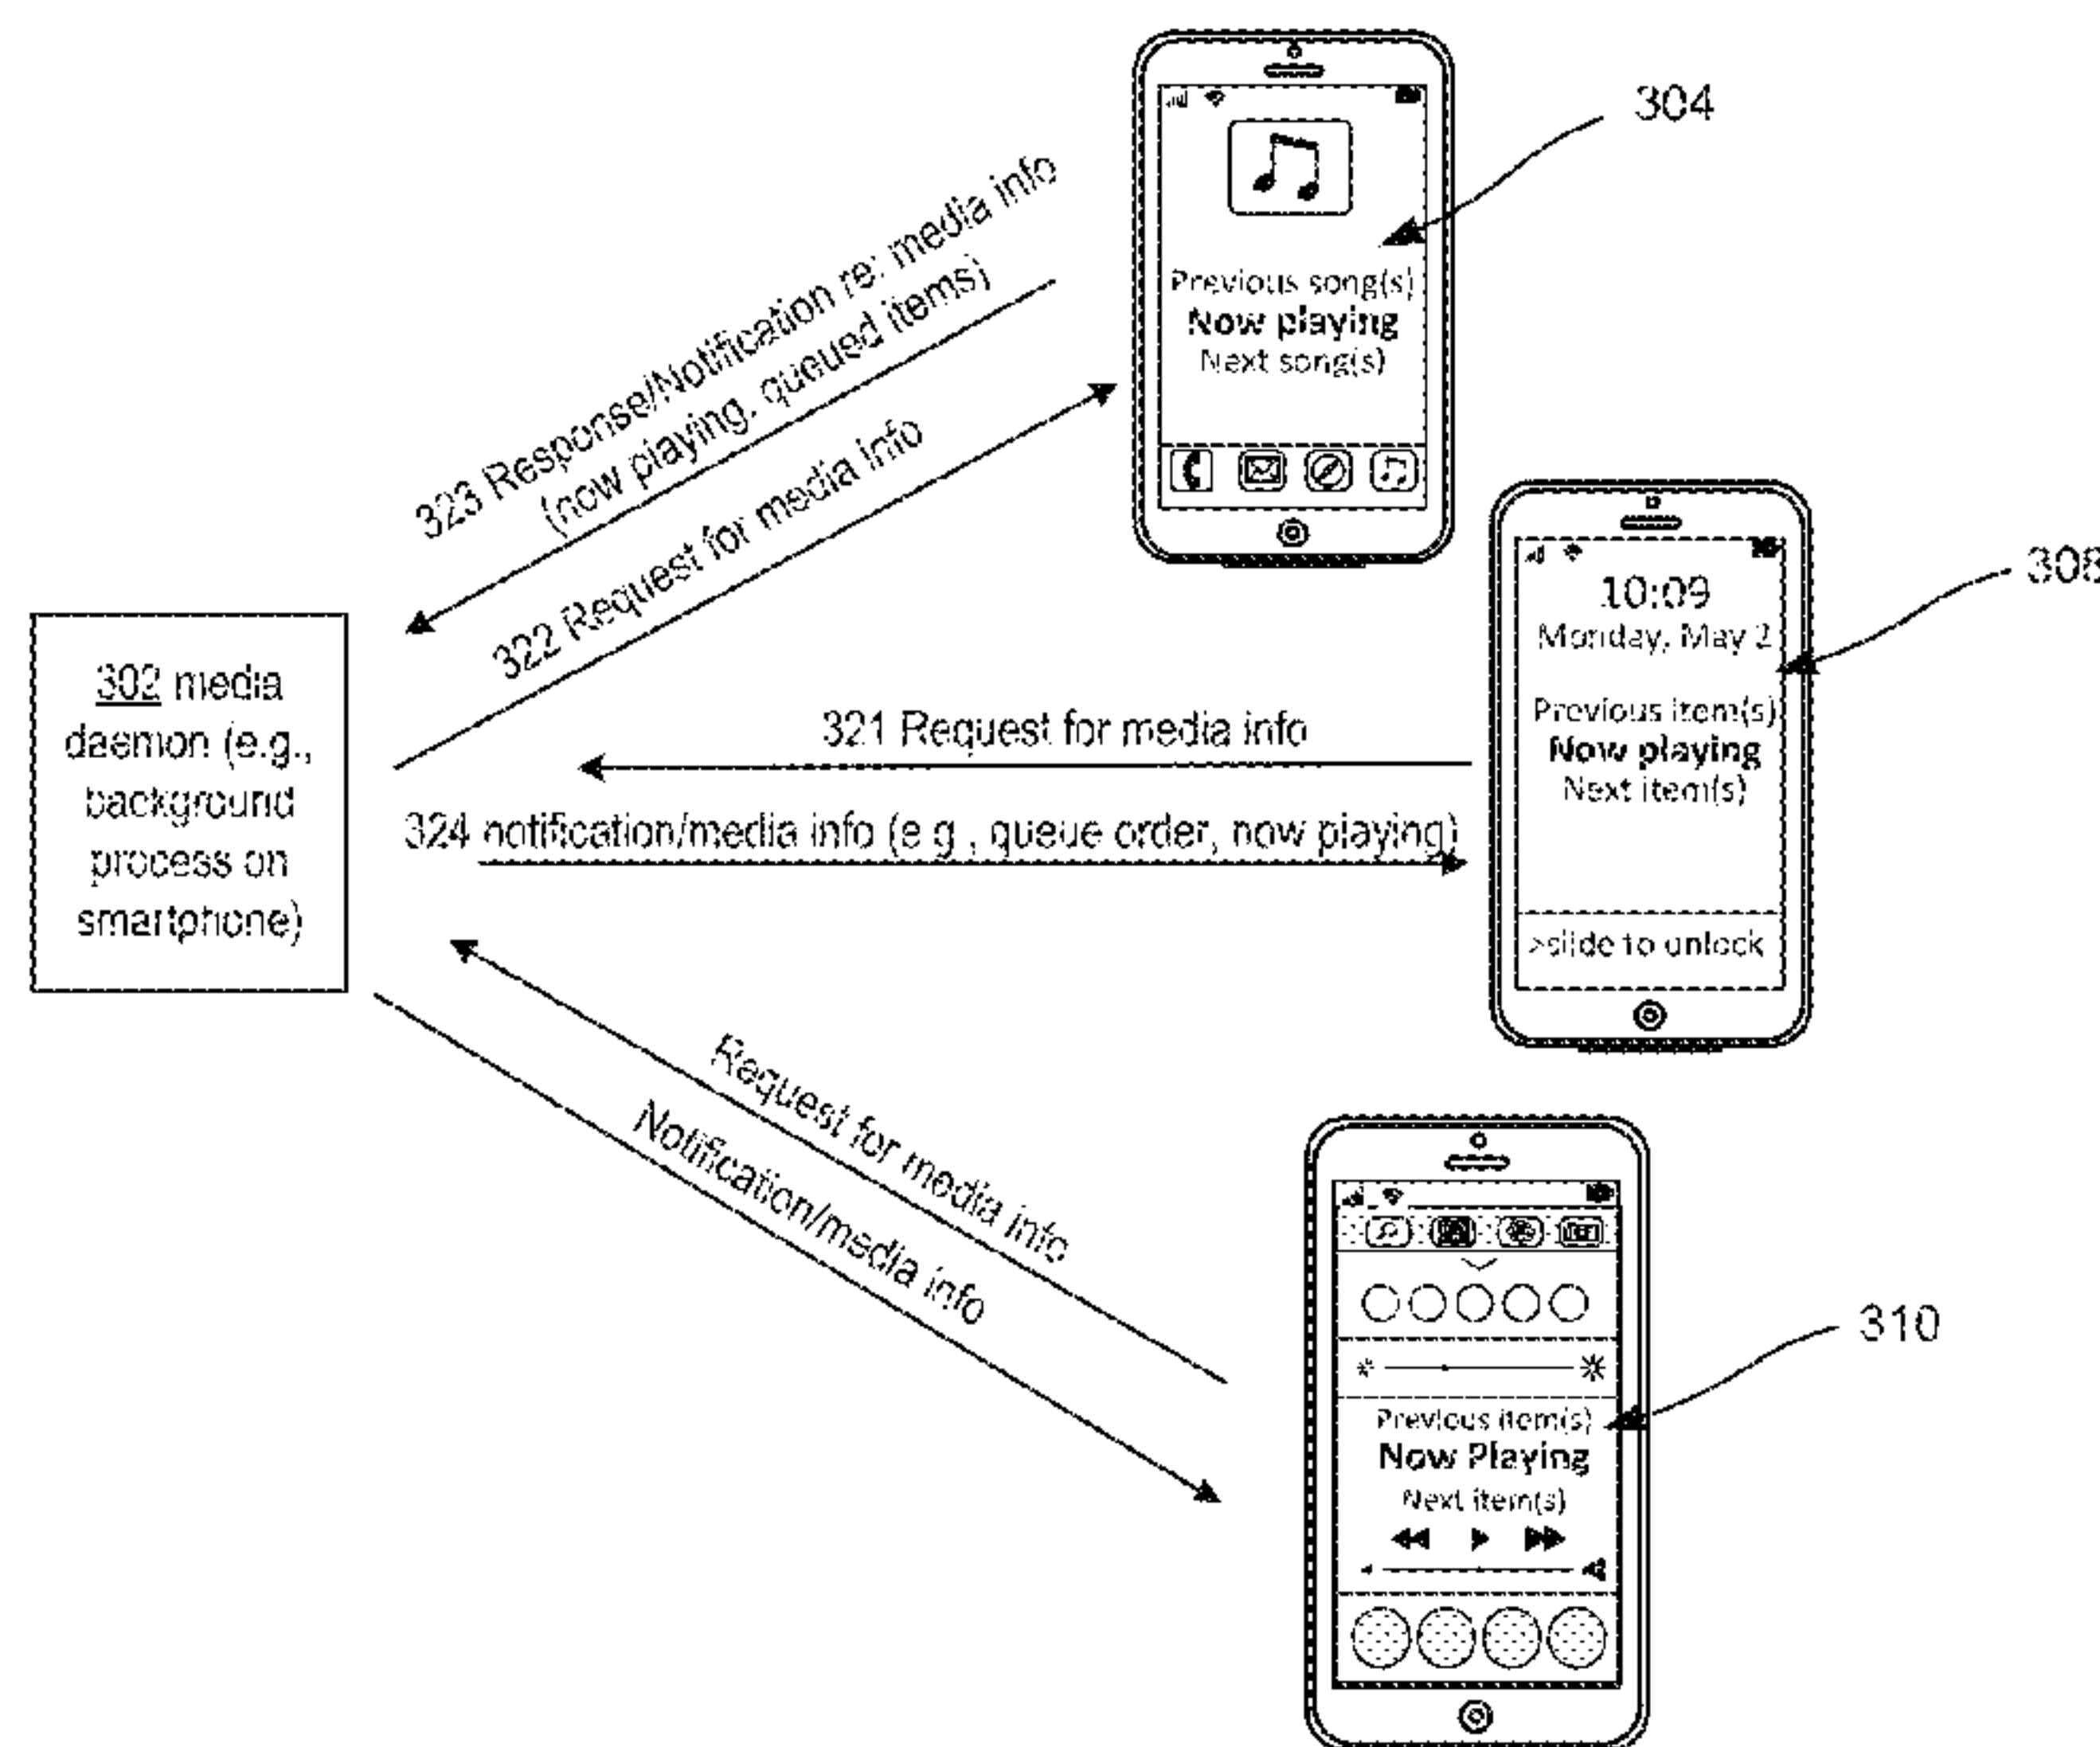 304
Previous song(s)
Now playing
Next song(s)
323 Response/Notification re: media info
(now playing, queued items)
322 Request for media info
308
10:09
Monday, May 2
Previous item(s)
Now playing
Next item(s)
>slide to unlock
302 media
daemon (e.g.,
background
process on
smartphone)
321 Request for media info
324 notification/media info (e.g., queue order, now playing)
Request for media info
Notification/media info
310
Previous item(s)
Now Playing
Next item(s)